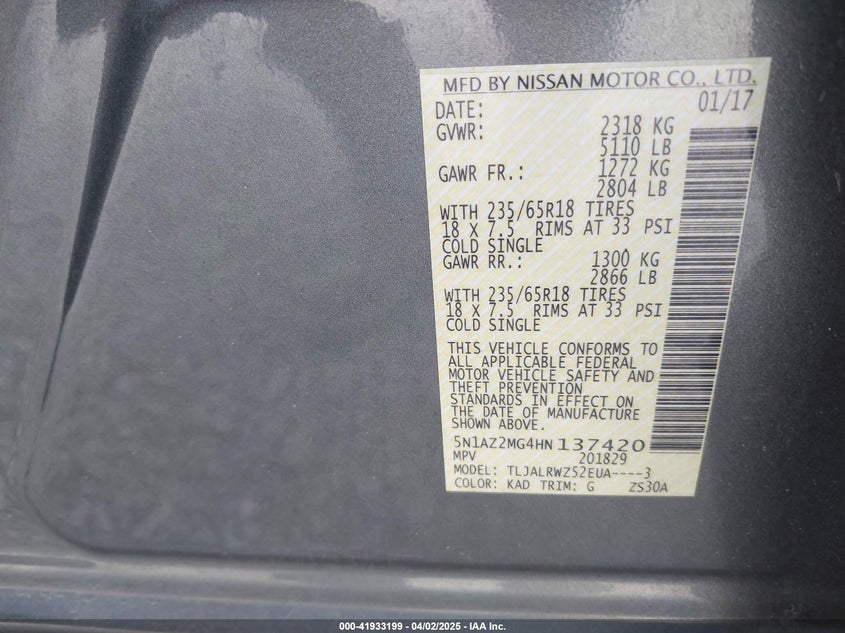 MFD BY NISSAN MOTOR CO., LTD.
DATE: 01/17
GVWR: 2318 KG
5110 LB
GAWR FR.: 1272 KG
2804 LB
WITH 235/65R18 TIRES
18 X 7.5 RIMS AT 33 PSI
COLD SINGLE
GAWR RR.: 1300 KG
2866 LB
WITH 235/65R18 TIRES
18 X 7.5 RIMS AT 33 PSI
COLD SINGLE
THIS VEHICLE CONFORMS TO
ALL APPLICABLE FEDERAL
MOTOR VEHICLE SAFETY AND
THEFT PREVENTION
STANDARDS IN EFFECT ON
THE DATE OF MANUFACTURE
SHOWN ABOVE.
5N1AZ2MG4HN137420
MPV 201829
MODEL: TLJALRWZ52EUA----3
COLOR: KAD TRIM: G ZS30A
000-41933199 - 04/02/2025 - IAA Inc.